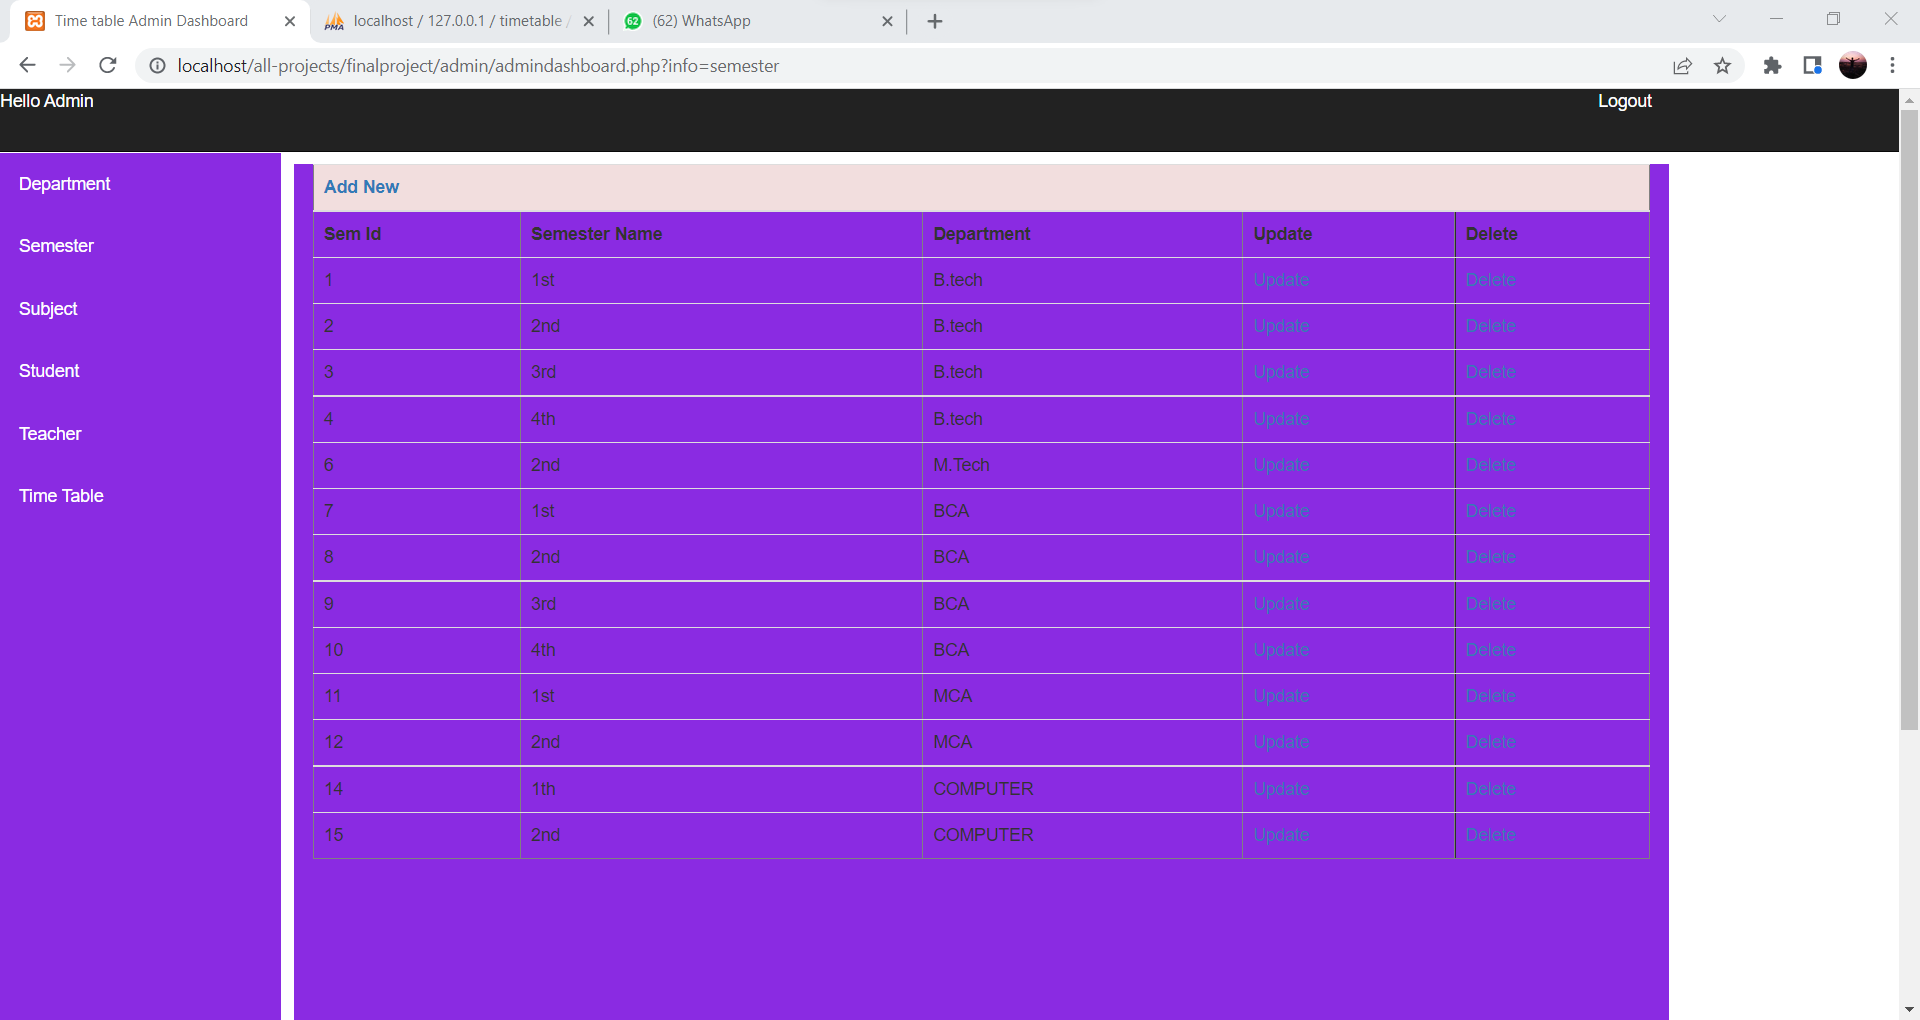 Time table Admin Dashboard
localhost / 127.0.0.1 / timetable /
62 (62) WhatsApp
localhost/all-projects/finalproject/admin/admindashboard.php?info=semester
Hello Admin Logout
Department
Semester
Subject
Student
Teacher
Time Table
Add New
Sem Id Semester Name Department Update Delete
1 1st B.tech Update Delete
2 2nd B.tech Update Delete
3 3rd B.tech Update Delete
4 4th B.tech Update Delete
6 2nd M.Tech Update Delete
7 1st BCA Update Delete
8 2nd BCA Update Delete
9 3rd BCA Update Delete
10 4th BCA Update Delete
11 1st MCA Update Delete
12 2nd MCA Update Delete
14 1th COMPUTER Update Delete
15 2nd COMPUTER Update Delete